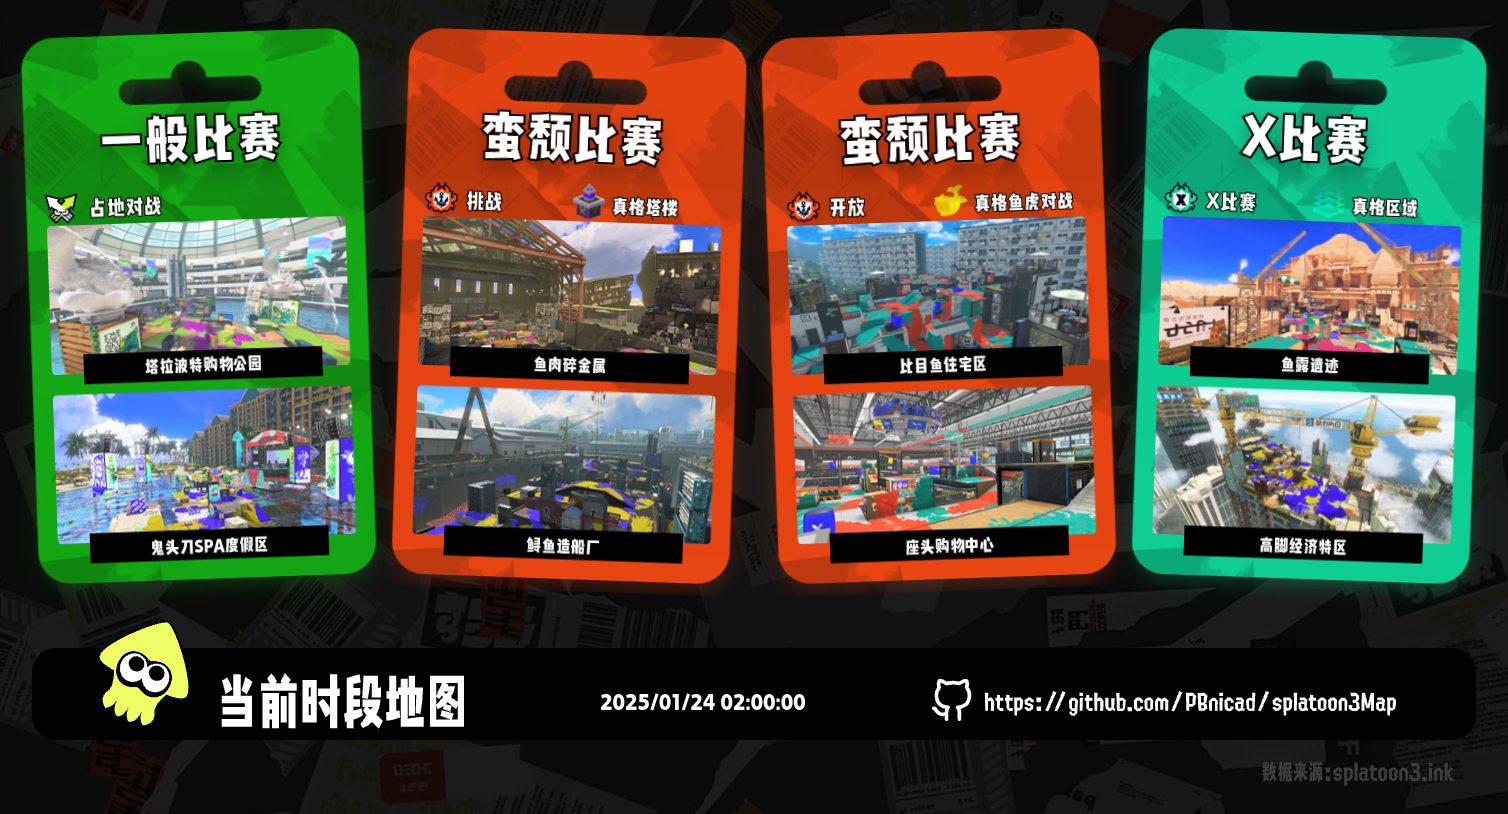 一般比赛
占地对战
塔拉波特购物公园
鬼头刀SPA度假区
蛮颓比赛
挑战
真格塔楼
鱼肉碎金属
鲟鱼造船厂
蛮颓比赛
开放
真格鱼虎对战
比目鱼住宅区
座头购物中心
X比赛
X比赛
真格区域
鱼露遗迹
高脚经济特区
当前时段地图
2025/01/24 02:00:00
https://github.com/PBnicad/splatoon3Map
数据来源:splatoon3.ink